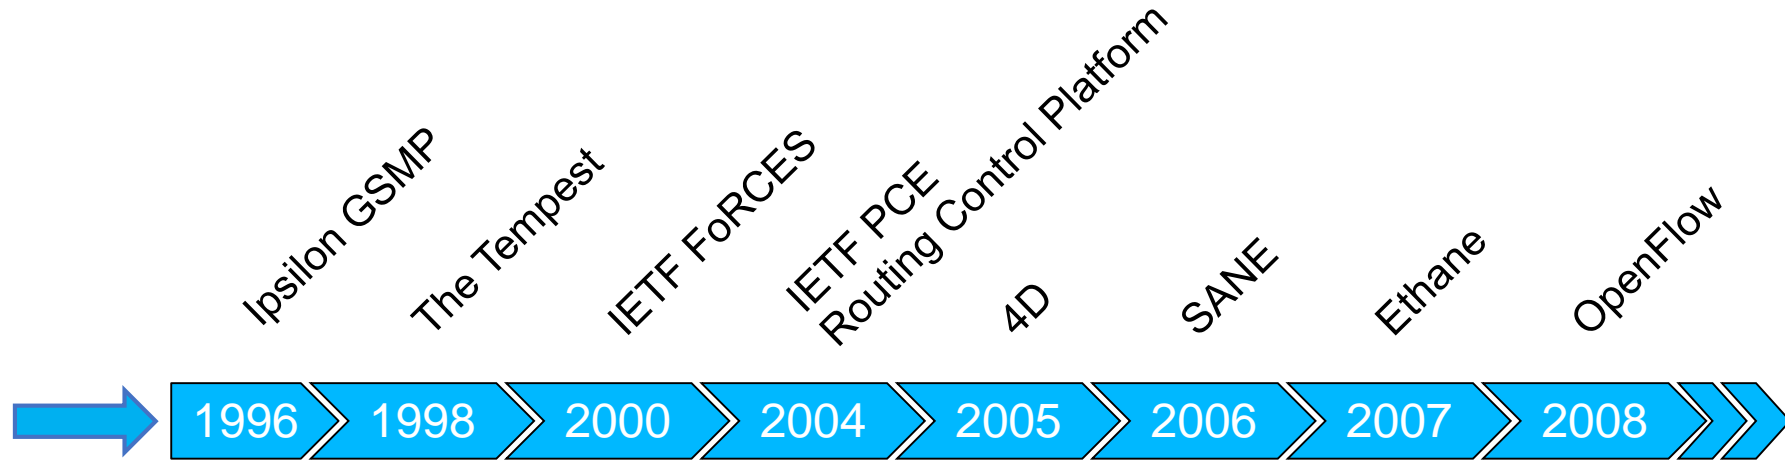 Ipsilon GSMP
The Tempest
IETF FoRCES
IETF PCE
Routing Control Platform
4D
SANE
Ethane
OpenFlow
1996
1998
2000
2004
2005
2006
2007
2008